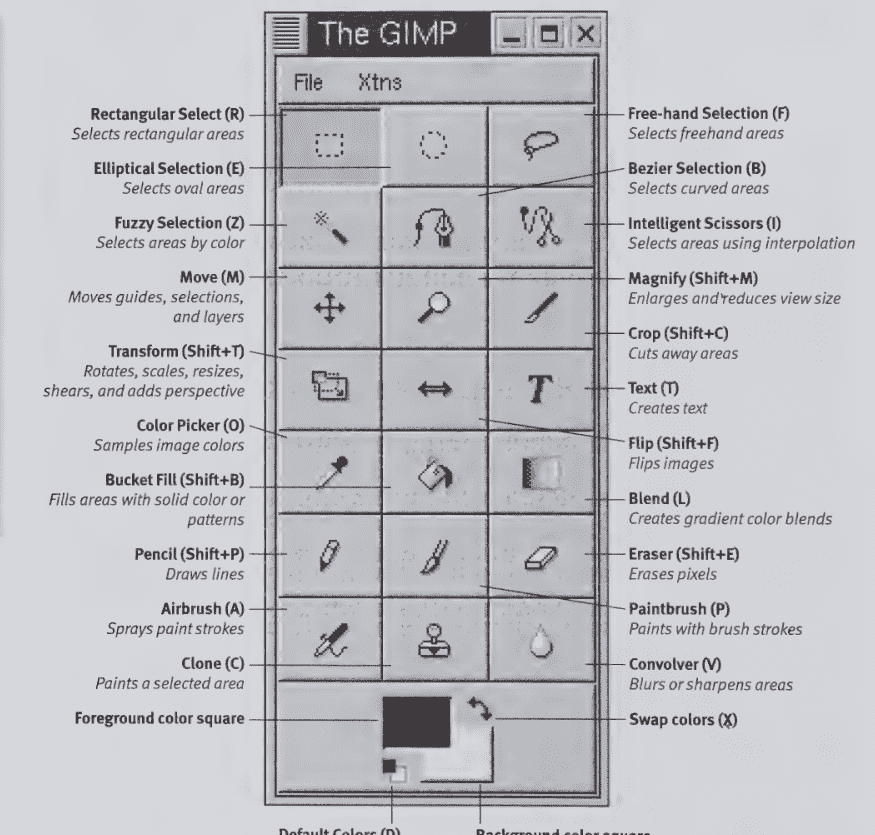 The GIMP
File Xtns
Rectangular Select (R)
Selects rectangular areas
Elliptical Selection (E)
Selects oval areas
Fuzzy Selection (Z)
Selects areas by color
Move (M)
Moves guides, selections,
and layers
Transform (Shift+T)
Rotates, scales, resizes,
shears, and adds perspective
Color Picker (O)
Samples image colors
Bucket Fill (Shift+B)
Fills areas with solid color or
patterns
Pencil (Shift+P)
Draws lines
Airbrush (A)
Sprays paint strokes
Clone (C)
Paints a selected area
Foreground color square
Free-hand Selection (F)
Selects freehand areas
Bezier Selection (B)
Selects curved areas
Intelligent Scissors (I)
Selects areas using interpolation
Magnify (Shift+M)
Enlarges and reduces view size
Crop (Shift+C)
Cuts away areas
Text (T)
Creates text
Flip (Shift+F)
Flips images
Blend (L)
Creates gradient color blends
Eraser (Shift+E)
Erases pixels
Paintbrush (P)
Paints with brush strokes
Convolver (V)
Blurs or sharpens areas
Swap colors (X)
T
Default Colors (D)
Background color square